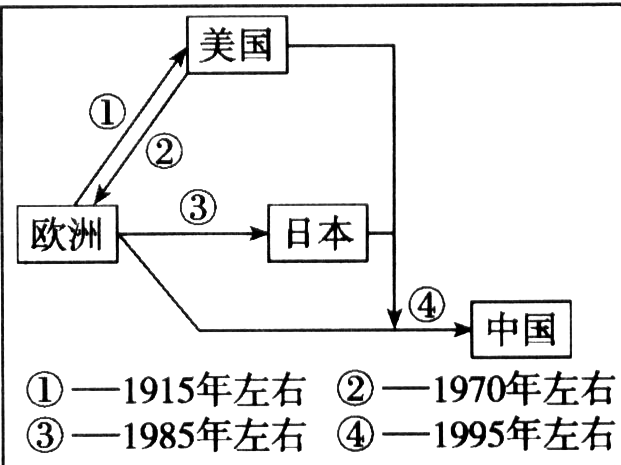 美国
①
②
③
欧洲
日本
④
中国
①——1915年左右 ②——1970年左右
③——1985年左右 ④——1995年左右